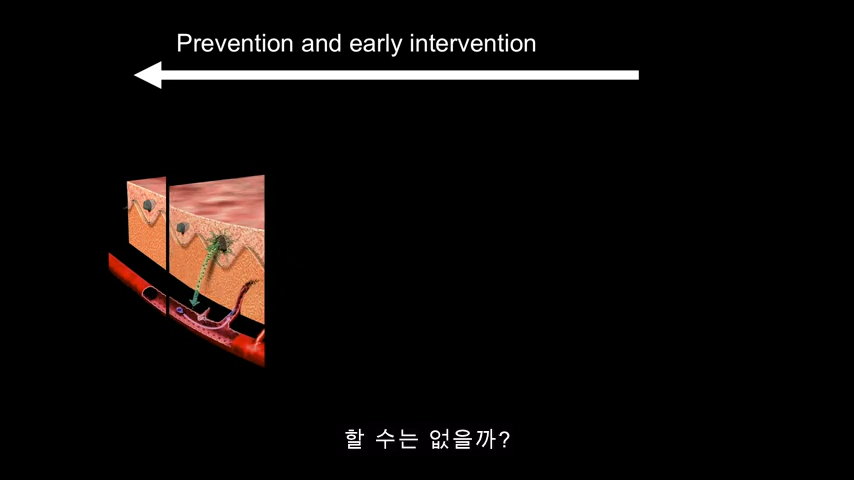 Prevention and early intervention
할 수는 없을까?